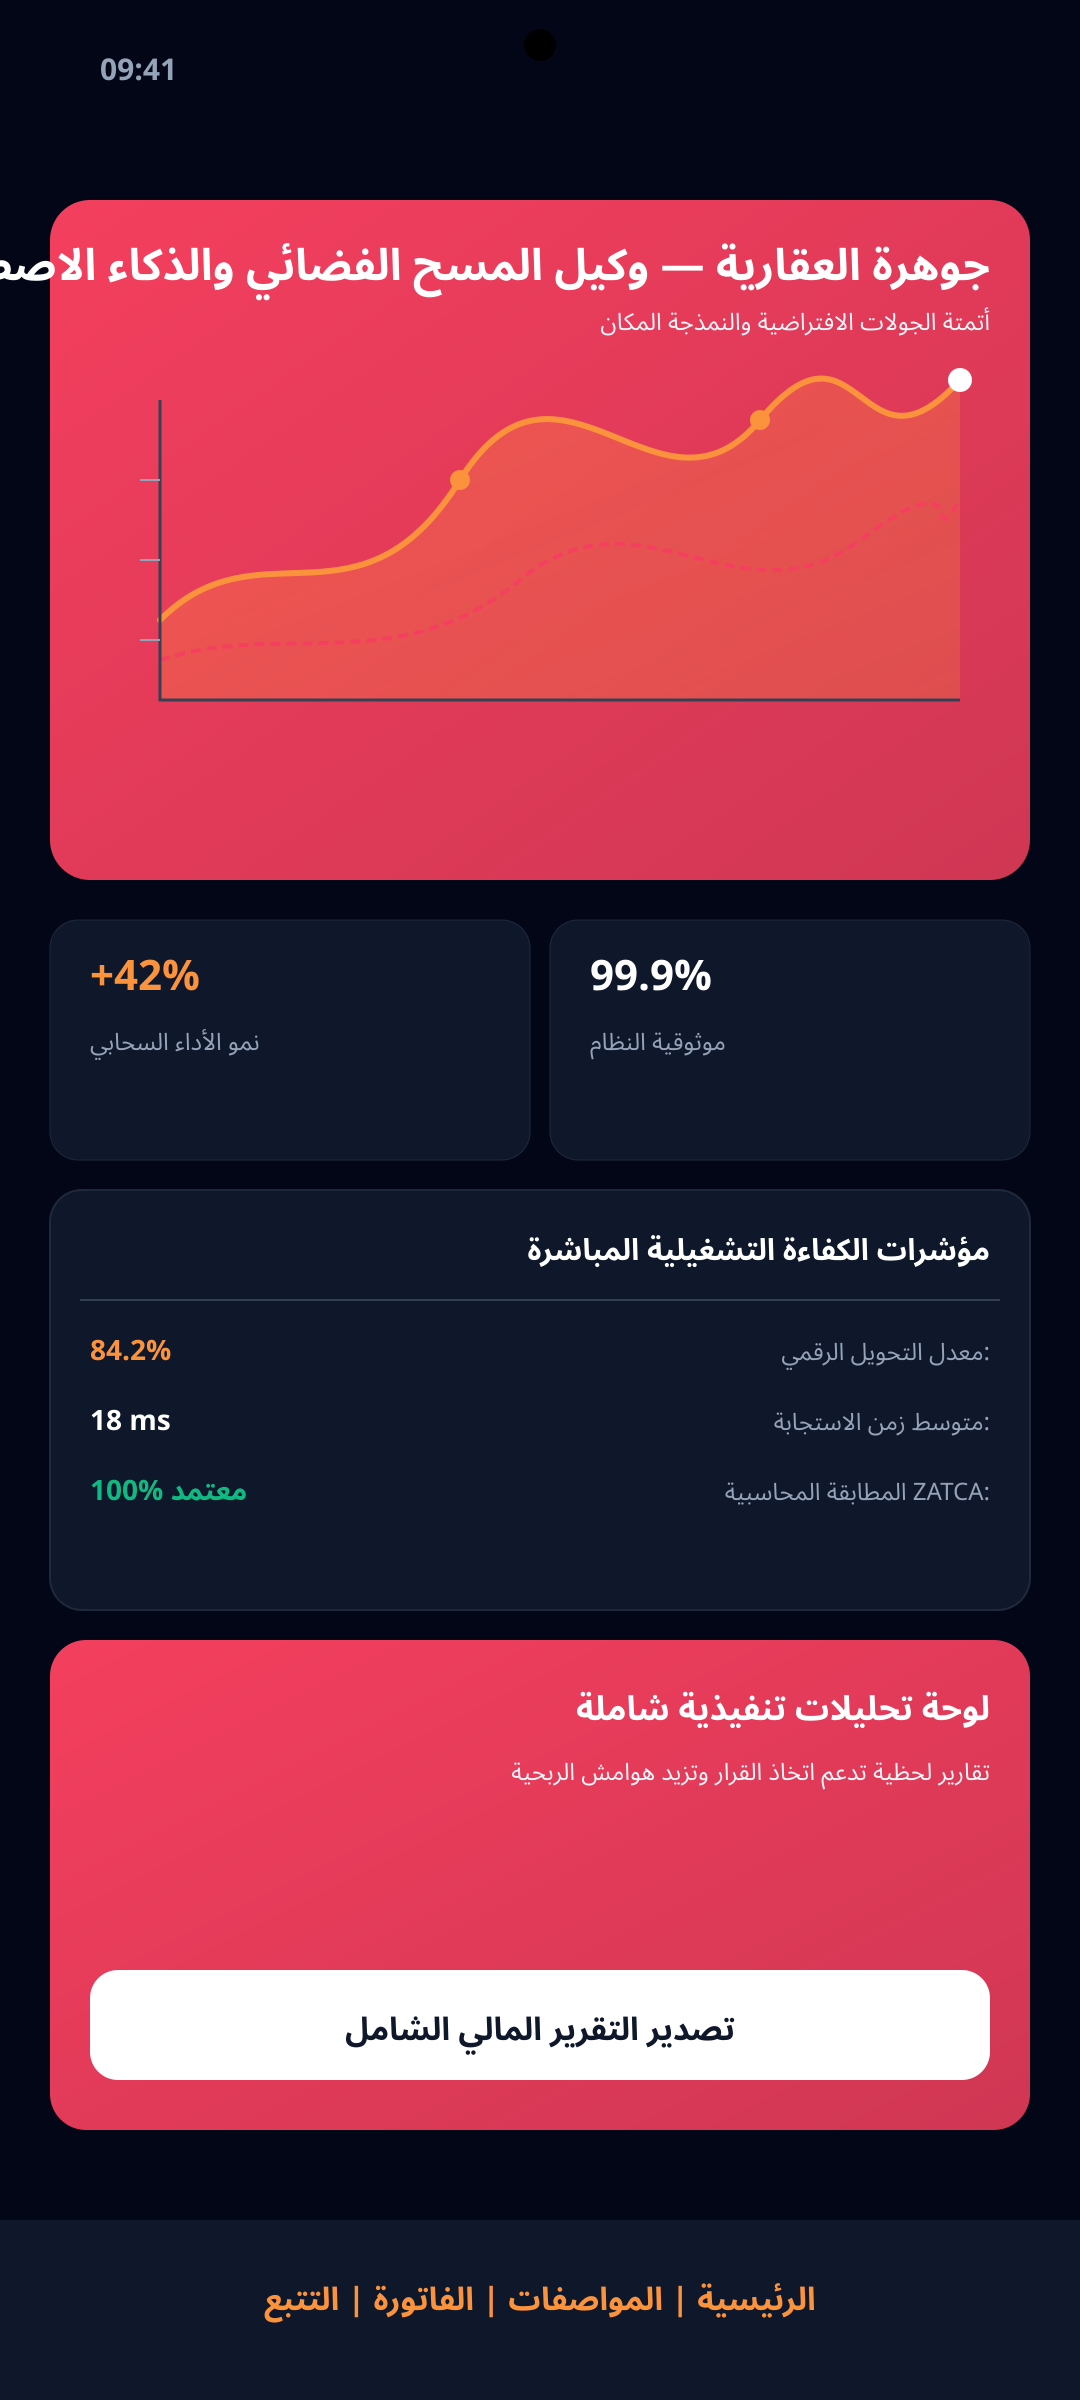 09:41
جوهرة العقارية — وكيل المسح الفضائي والذكاء
أتمتة الجولات الافتراضية والنمذجة المكان
99.9%
موثوقية النظام
+42%
نمو الأداء السحابي
مؤشرات الكفاءة التشغيلية المباشرة
معدل التحويل الرقمي:
84.2%
متوسط زمن الاستجابة:
18 ms
المطابقة المحاسبية ZATCA:
100% معتمد
لوحة تحليلات تنفيذية شاملة
تقارير لحظية تدعم اتخاذ القرار وتزيد هوامش الربحية
تصدير التقرير المالي الشامل
الرئيسية | المواصفات | الفاتورة | التتبع